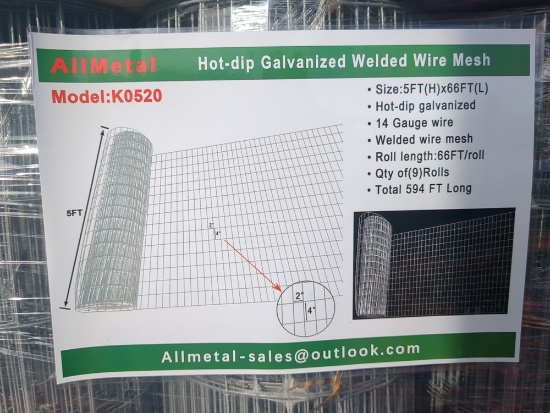 AllMetal Hot-dip Galvanized Welded Wire Mesh
Model:K0520
• Size:5FT(H)x66FT(L)
• Hot-dip galvanized
• 14 Gauge wire
• Welded wire mesh
• Roll length:66FT/roll
• Qty of(9)Rolls
• Total 594 FT Long
5FT
2"
4"
2"
4"
Allmetal-sales@outlook.com